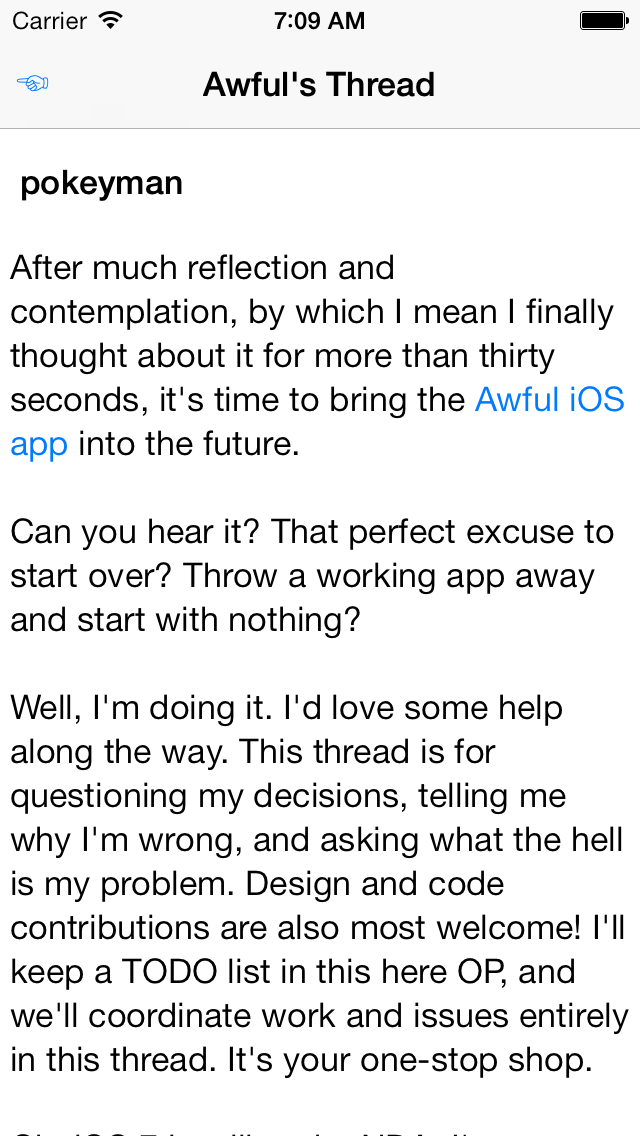 Carrier 7:09 AM
☜ Awful's Thread
pokeyman
After much reflection and
contemplation, by which I mean I finally
thought about it for more than thirty
seconds, it's time to bring the Awful iOS
app into the future.
Can you hear it? That perfect excuse to
start over? Throw a working app away
and start with nothing?
Well, I'm doing it. I'd love some help
along the way. This thread is for
questioning my decisions, telling me
why I'm wrong, and asking what the hell
is my problem. Design and code
contributions are also most welcome! I'll
keep a TODO list in this here OP, and
we'll coordinate work and issues entirely
in this thread. It's your one-stop shop.